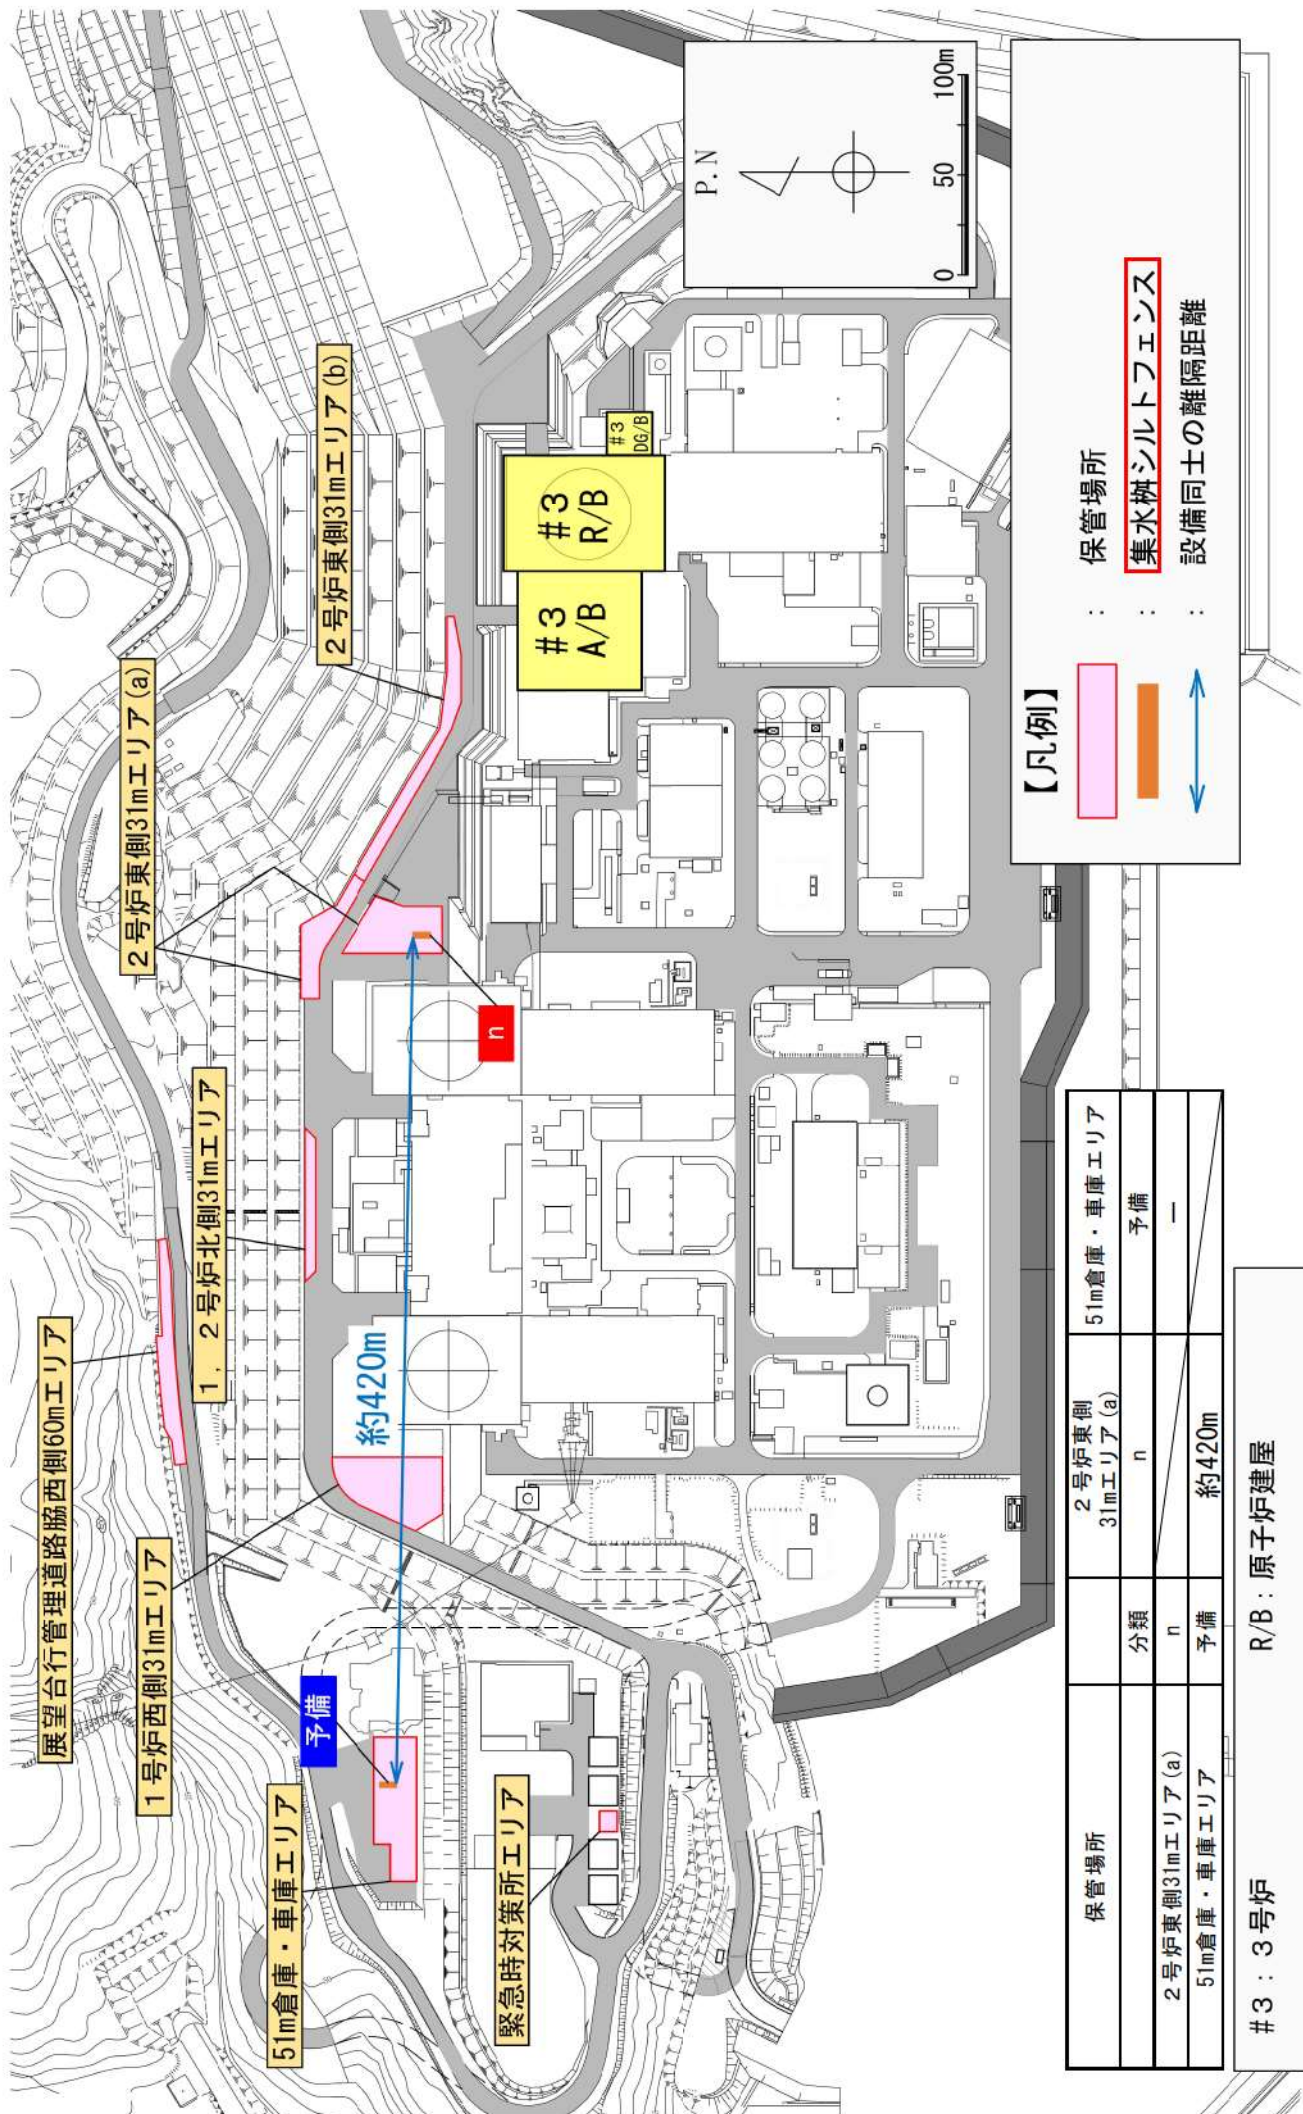 展望台行管理道路脇西側60mエリア
1号炉西側31mエリア
1，2号炉北側31mエリア
2号炉東側31mエリア(a)
2号炉東側31mエリア(b)
51m倉庫・車庫エリア
予備
約420m
n
緊急時対策所エリア
#3
A/B
#3
R/B
#3
DG/B
P.N
0 50 100m
【凡例】
： 保管場所
： 集水桝シルトフェンス
： 設備同士の離隔距離
保管場所 2号炉東側
31mエリア(a) 51m倉庫・車庫エリア
分類 n 予備
2号炉東側31mエリア(a) n －
51m倉庫・車庫エリア 予備 約420m
#3：3号炉 R/B：原子炉建屋